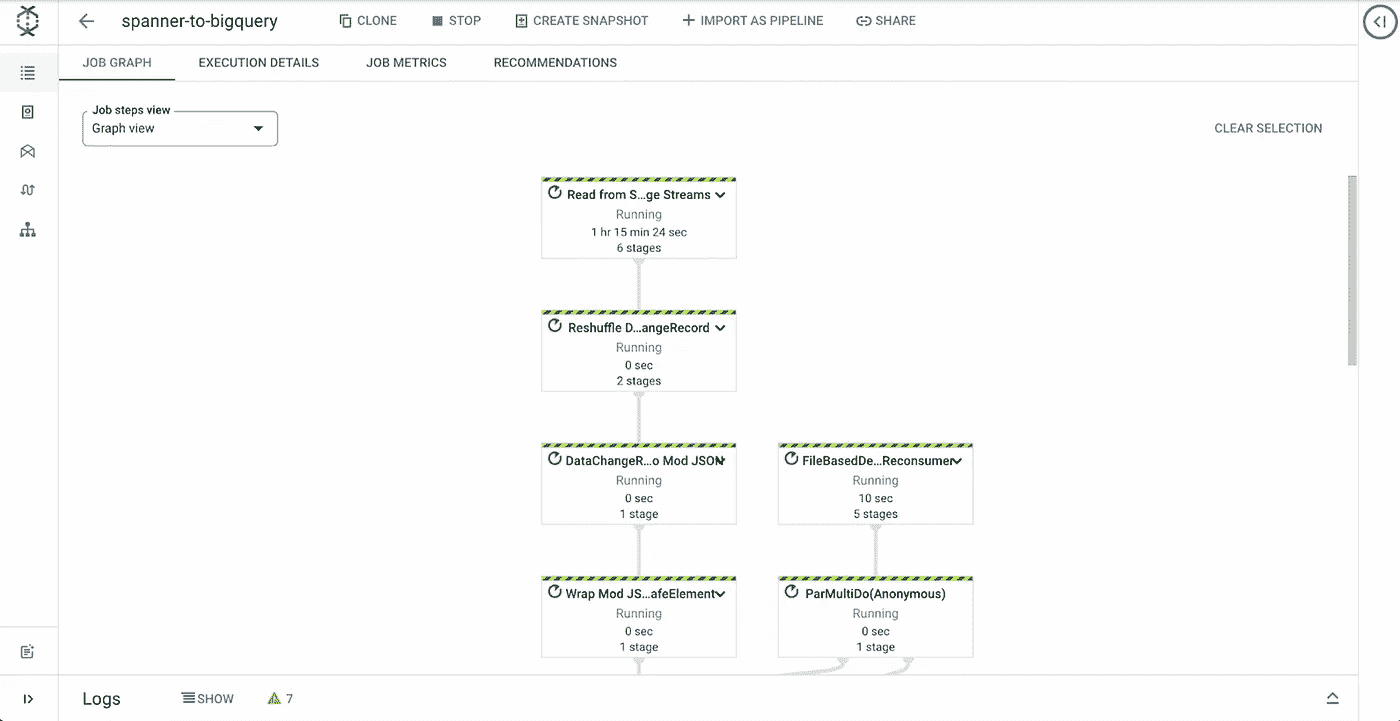 spanner-to-bigquery
CLONE
STOP
CREATE SNAPSHOT
IMPORT AS PIPELINE
SHARE
JOB GRAPH
EXECUTION DETAILS
JOB METRICS
RECOMMENDATIONS
Job steps view
Graph view
CLEAR SELECTION
Read from S...ge Streams
Running
1 hr 15 min 24 sec
6 stages
Reshuffle D...angeRecord
Running
0 sec
2 stages
DataChangeR...o Mod JSON
Running
0 sec
1 stage
FileBasedDe...Reconsumer
Running
10 sec
5 stages
Wrap Mod JS...afeElement
Running
0 sec
1 stage
ParMultiDo(Anonymous)
Running
0 sec
1 stage
Logs
SHOW
7